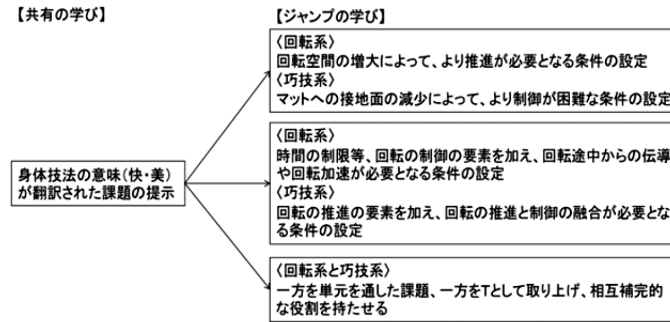 【共有の学び】
【ジャンプの学び】
〈回転系〉
回転空間の増大によって、より推進が必要となる条件の設定
〈巧技系〉
マットへの接地面の減少によって、より制御が困難な条件の設定
身体技法の意味(快・美)
が翻訳された課題の提示
〈回転系〉
時間の制限等、回転の制御の要素を加え、回転途中からの伝導
や回転加速が必要となる条件の設定
〈巧技系〉
回転の推進の要素を加え、回転の推進と制御の融合が必要とな
る条件の設定
〈回転系と巧技系〉
一方を単元を通した課題、一方をTとして取り上げ、相互補完的
な役割を持たせる